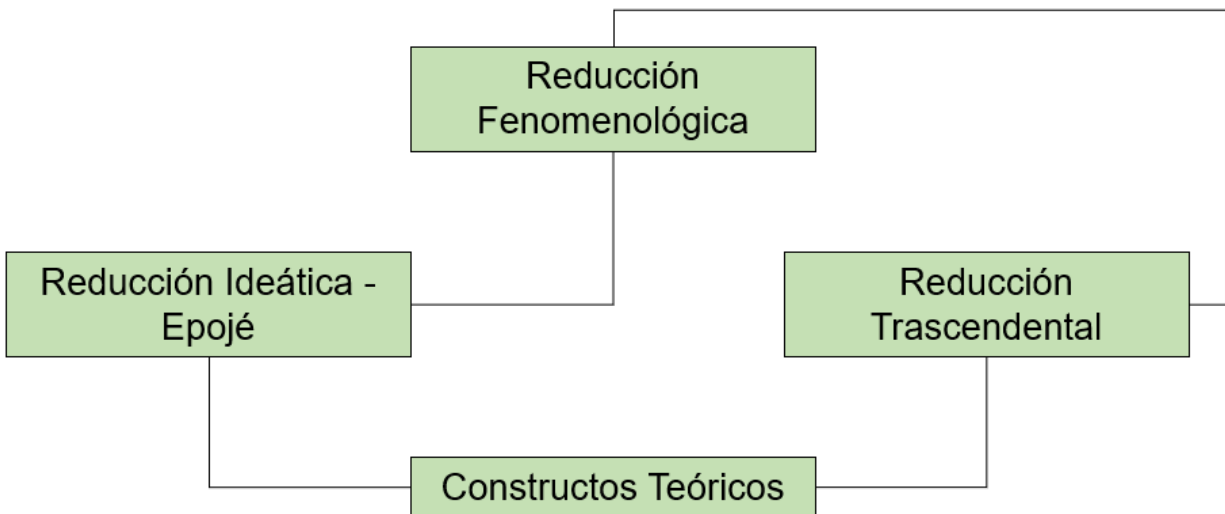 Reducción
Fenomenológica
Reducción Ideática -
Epojé
Reducción
Trascendental
Constructos Teóricos